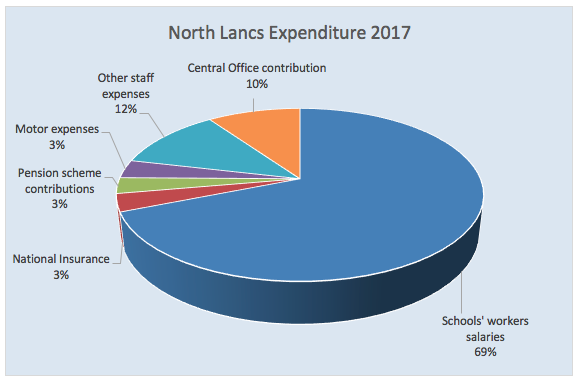 North Lancs Expenditure 2017
Central Office contribution
10%
Other staff
expenses
12%
Motor expenses
3%
Pension scheme
contributions
3%
National Insurance
3%
Schools' workers
salaries
69%